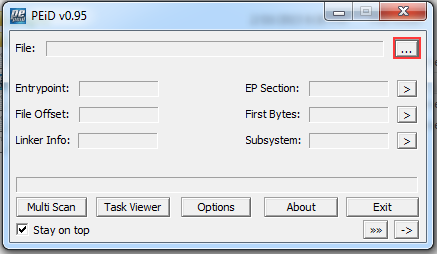 PEiD v0.95
File: ...
Entrypoint: EP Section: >
File Offset: First Bytes: >
Linker Info: Subsystem: >
Multi Scan Task Viewer Options About Exit
Stay on top »» ->